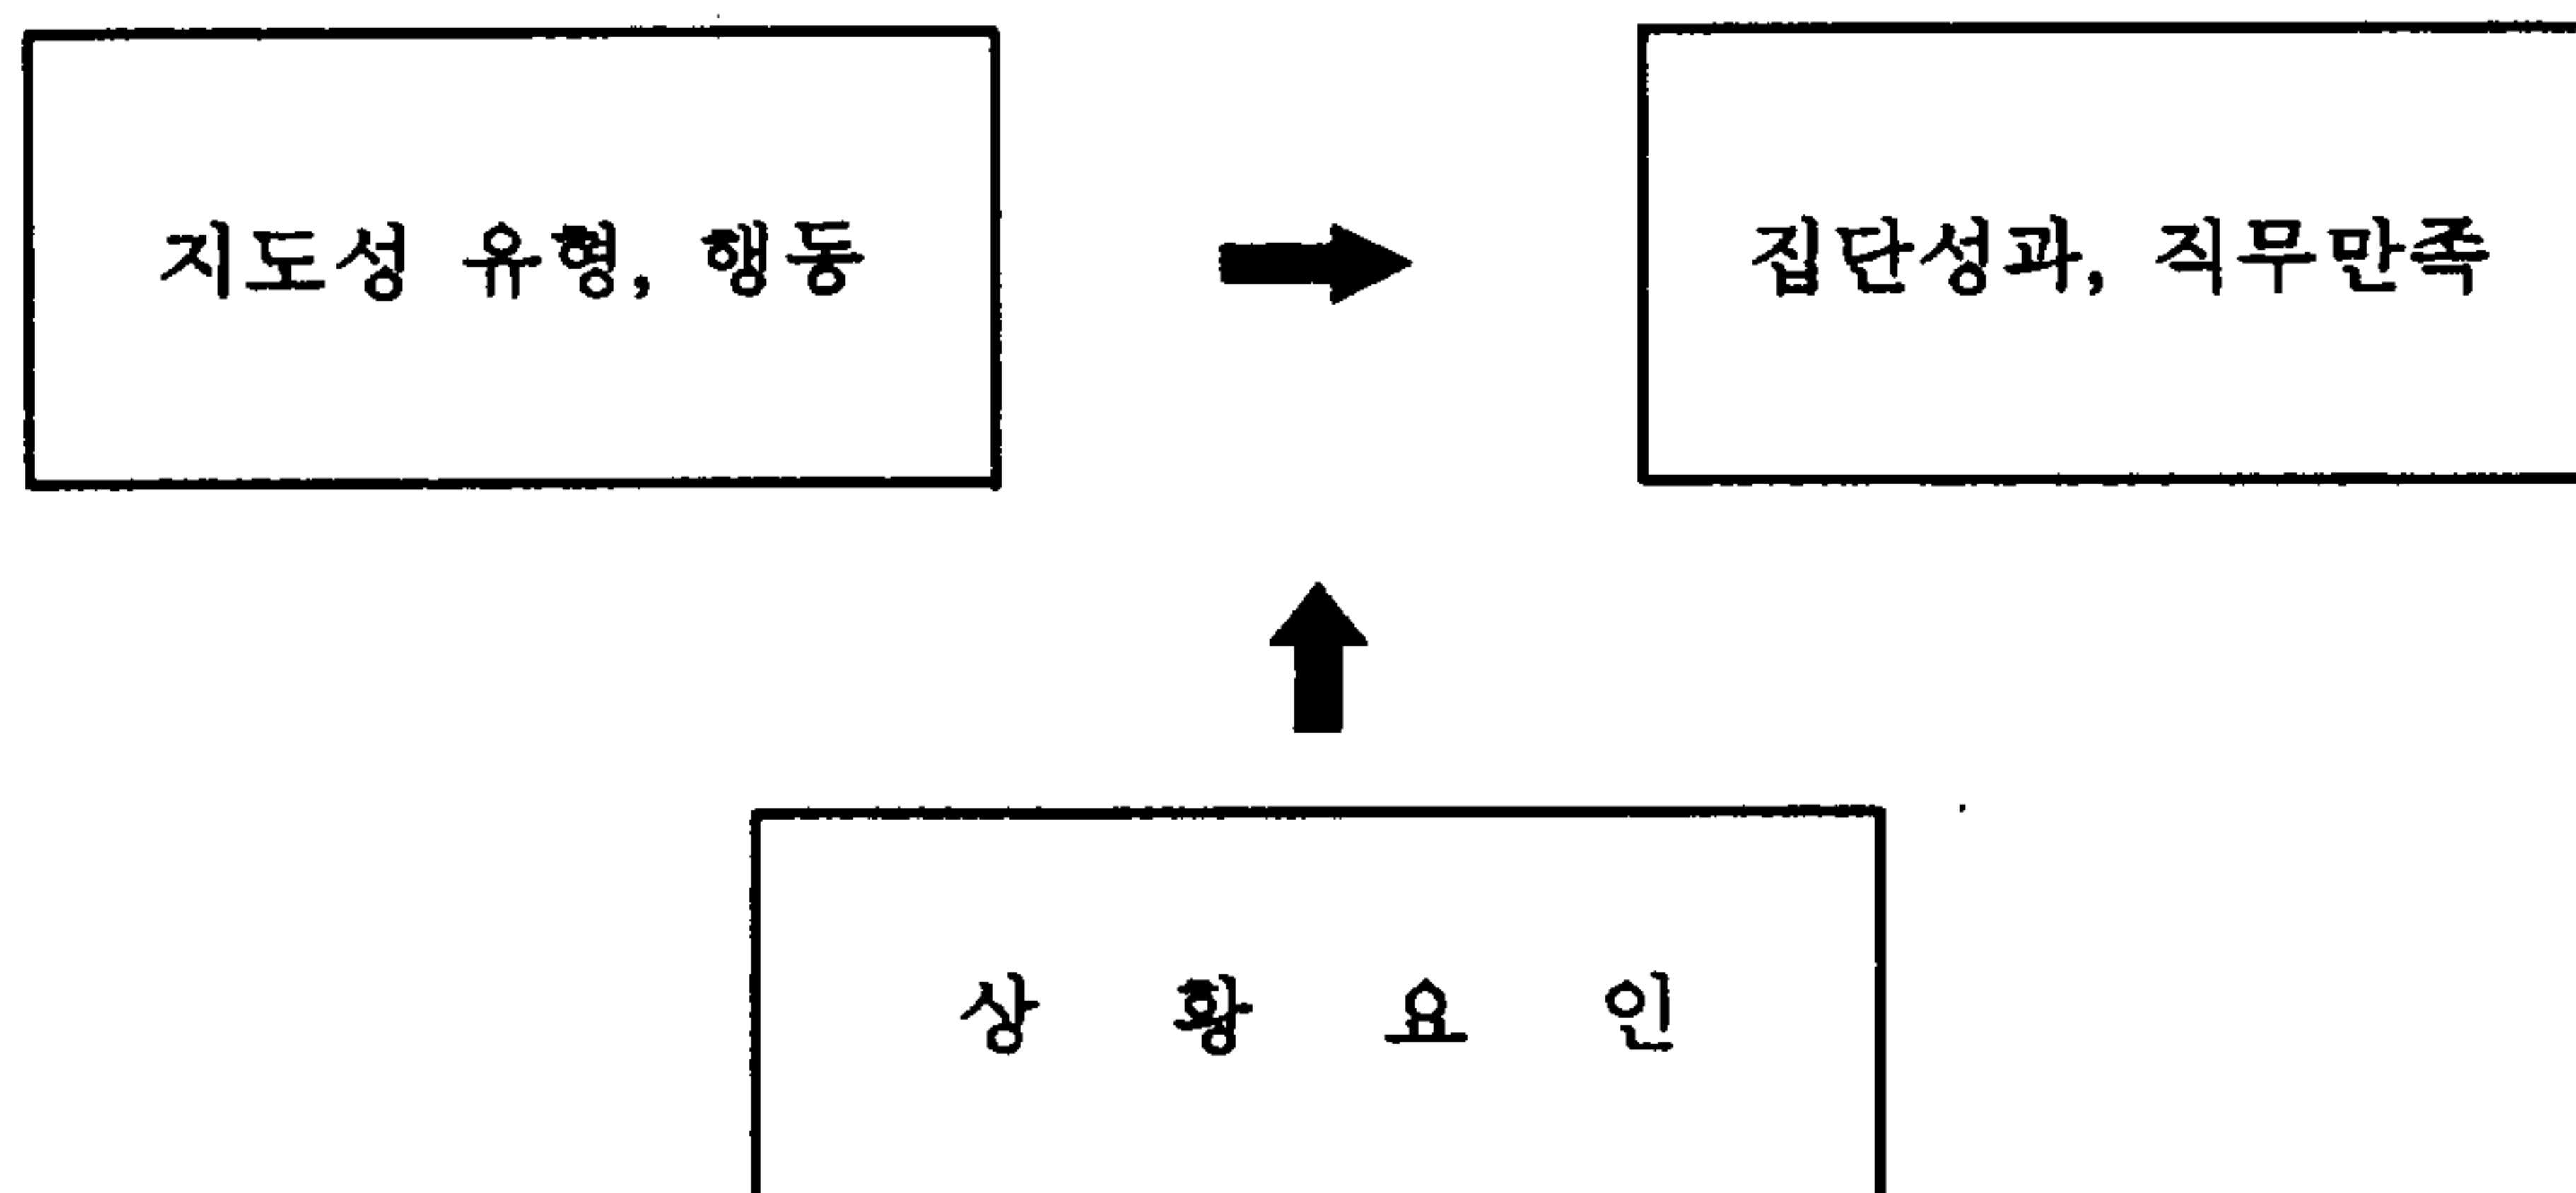 지도성 유형, 행동
집단성과, 직무만족
상 황 요 인